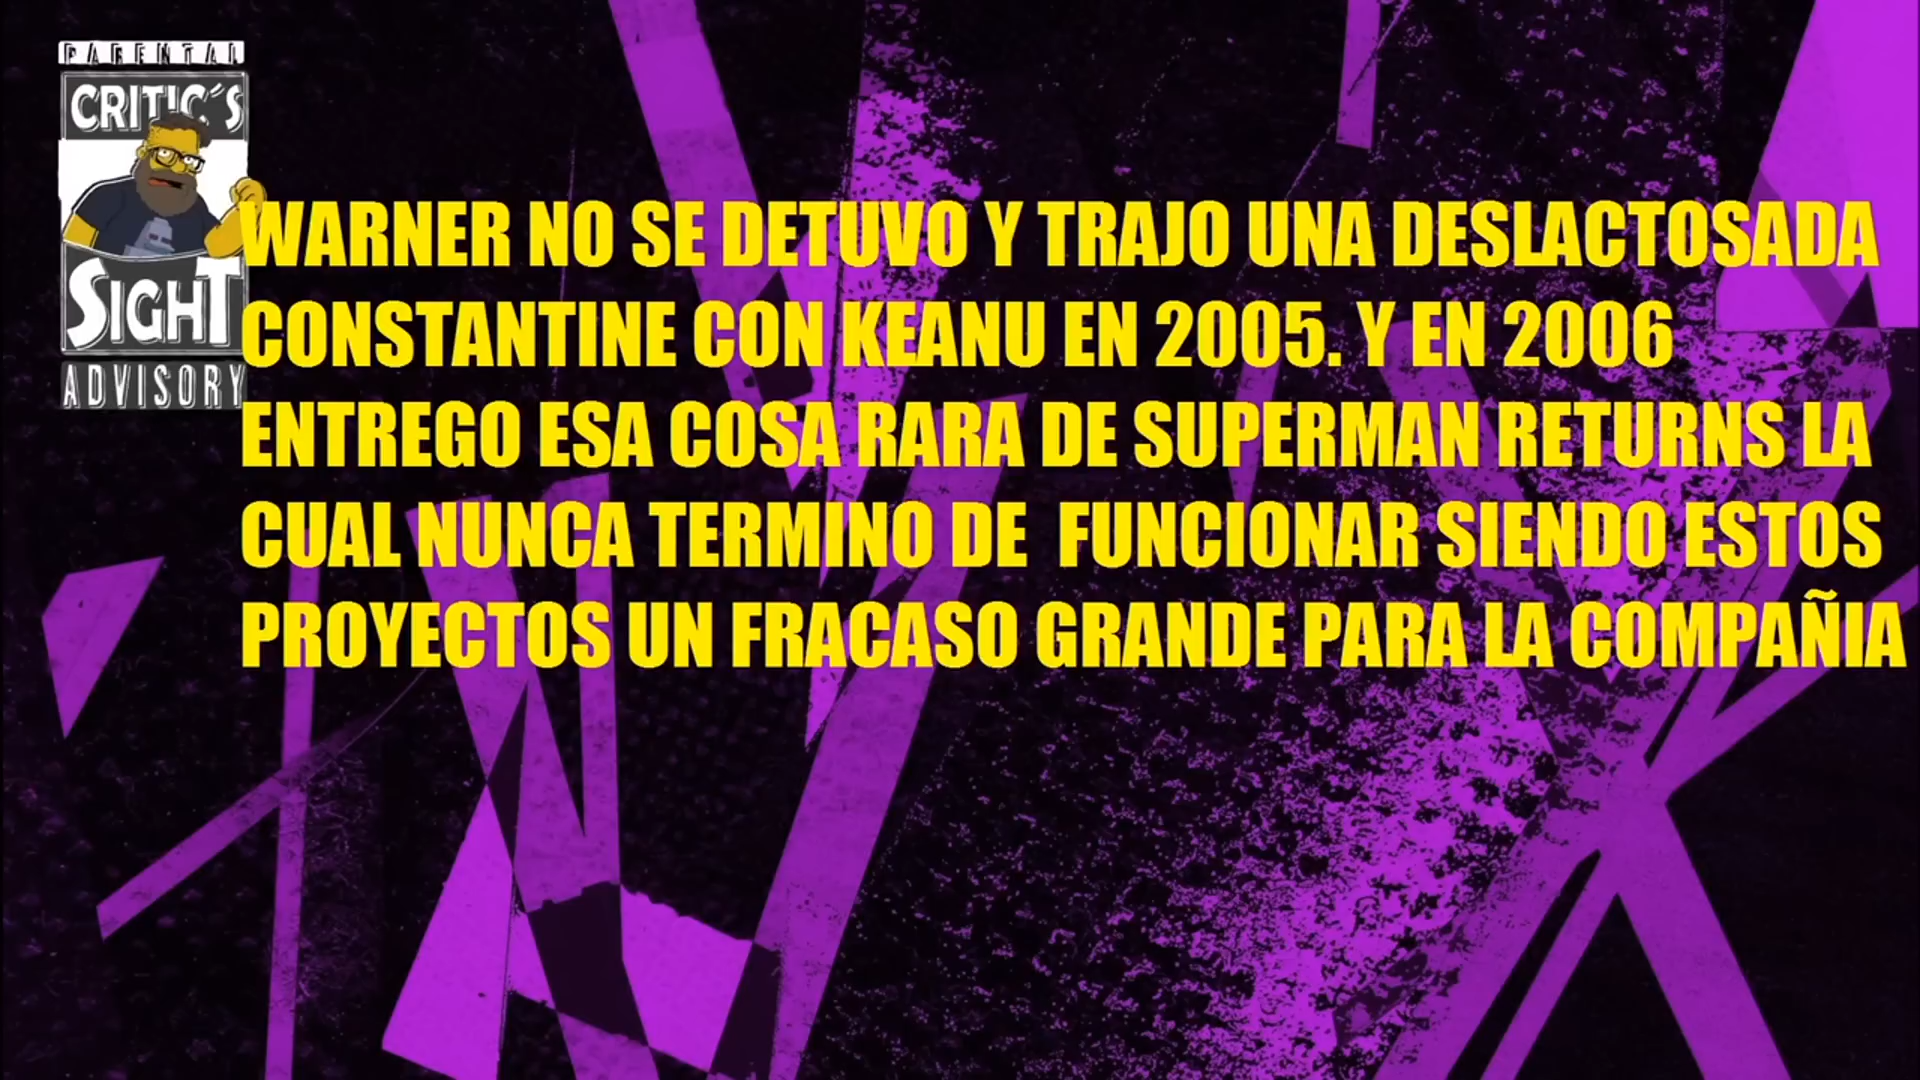 PARENTAL
CRITIC´S
SIGHT
ADVISORY
WARNER NO SE DETUVO Y TRAJO UNA DESLACTOSADA
CONSTANTINE CON KEANU EN 2005. Y EN 2006
ENTREGO ESA COSA RARA DE SUPERMAN RETURNS LA
CUAL NUNCA TERMINO DE  FUNCIONAR SIENDO ESTOS
PROYECTOS UN FRACASO GRANDE PARA LA COMPAÑIA